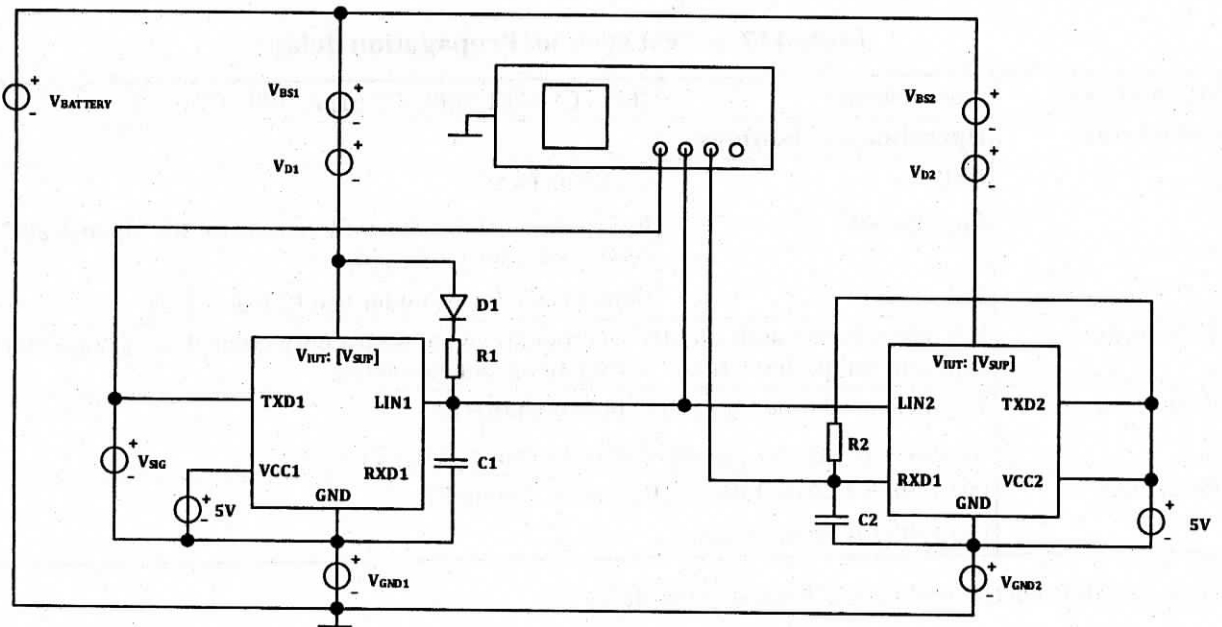 VBATTERY
+
-
VBS1
+
-
VD1
+
-
VBS2
+
-
VD2
+
-
D1
R1
VIUT: [VSUP]
TXD1
LIN1
VCC1
RXD1
GND
C1
+
VSIG
-
+
5V
-
+
VGND1
-
VIUT: [VSUP]
LIN2
TXD2
R2
RXD1
VCC2
GND
C2
+
5V
-
+
VGND2
-